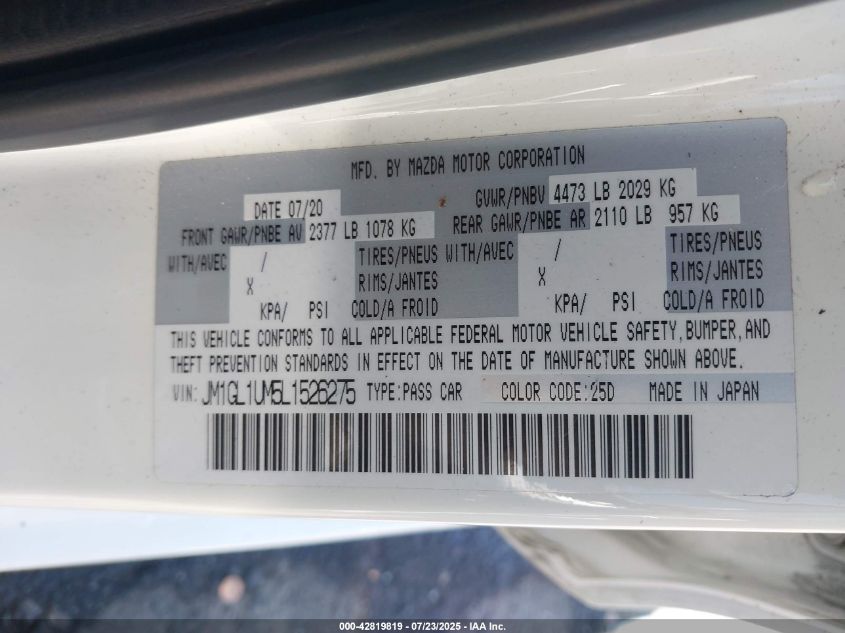 MFD. BY MAZDA MOTOR CORPORATION
DATE 07/20 GVWR/PNBV 4473 LB 2029 KG
FRONT GAWR/PNBE AV 2377 LB 1078 KG REAR GAWR/PNBE AR 2110 LB 957 KG
WITH/AVEC / TIRES/PNEUS WITH/AVEC / TIRES/PNEUS
X RIMS/JANTES X RIMS/JANTES
KPA/ PSI COLD/A FROID KPA/ PSI COLD/A FROID
THIS VEHICLE CONFORMS TO ALL APPLICABLE FEDERAL MOTOR VEHICLE SAFETY,BUMPER,AND
THEFT PREVENTION STANDARDS IN EFFECT ON THE DATE OF MANUFACTURE SHOWN ABOVE.
VIN:JM1GL1UM5L1526275 TYPE:PASS CAR COLOR CODE:25D MADE IN JAPAN
000-42819819 - 07/23/2025 - IAA Inc.